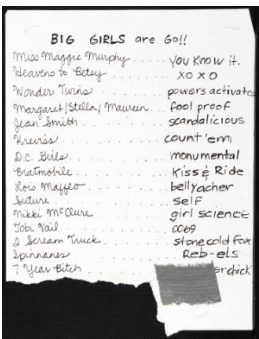 BIG GIRLS are Go!!
Miss Maggie Murphy . . . . . you know it.
Heavens to Betsy . . . . . xoxo
Wonder Twins . . . . . powers activate
Margaret/Stella/Maureen . . . fool proof
Jean Smith . . . . . scandalicious
Kreviss . . . . . count 'em
D.C. Girls . . . . . monumental
Bratmobile . . . . . Kiss & Ride
Lois Maffeo . . . . . bellyacher
Suture . . . . . self
Nikki McClure . . . . . girl science
Tobi Vail . . . . .
I Scream Truck . . . . . stone cold Fox
Spinnanes . . . . . Reb-els
7 Year Bitch . . . . . chick